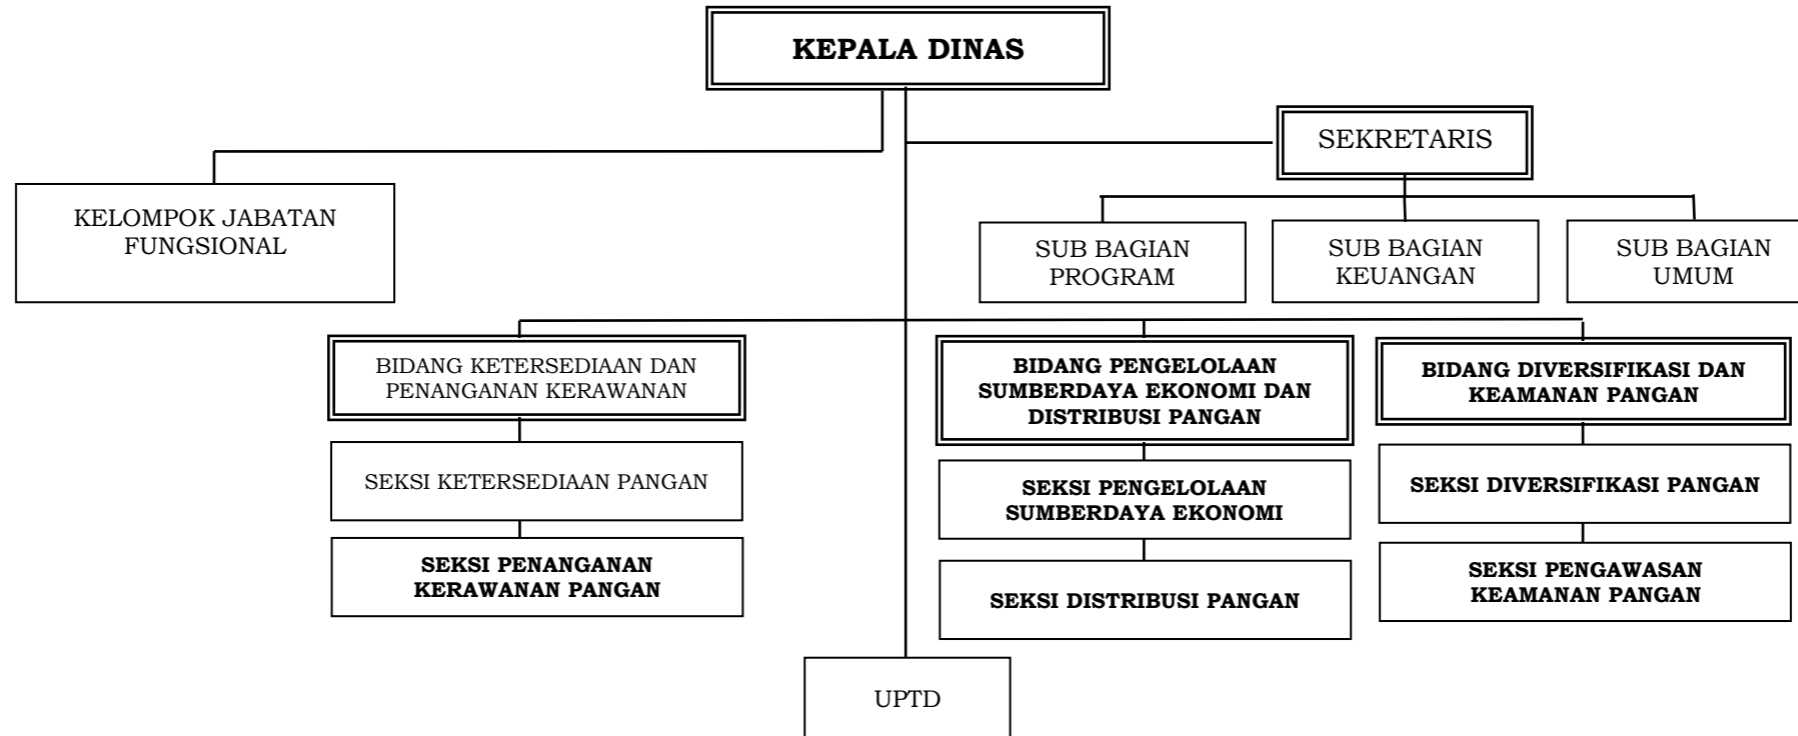 KEPALA DINAS
SEKRETARIS
KELOMPOK JABATAN
FUNGSIONAL
SUB BAGIAN
PROGRAM
SUB BAGIAN
KEUANGAN
SUB BAGIAN
UMUM
BIDANG KETERSEDIAAN DAN
PENANGANAN KERAWANAN
SEKSI KETERSEDIAAN PANGAN
SEKSI PENANGANAN
KERAWANAN PANGAN
BIDANG PENGELOLAAN
SUMBERDAYA EKONOMI DAN
DISTRIBUSI PANGAN
SEKSI PENGELOLAAN
SUMBERDAYA EKONOMI
SEKSI DISTRIBUSI PANGAN
BIDANG DIVERSIFIKASI DAN
KEAMANAN PANGAN
SEKSI DIVERSIFIKASI PANGAN
SEKSI PENGAWASAN
KEAMANAN PANGAN
UPTD